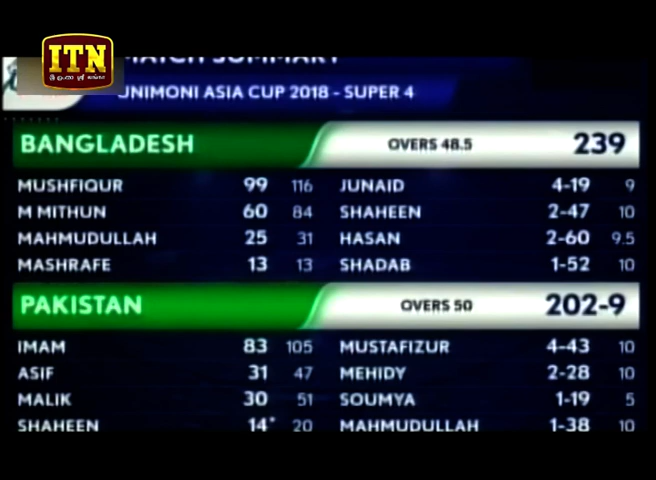 ITN
MATCH SUMMARY
UNIMONI ASIA CUP 2018 - SUPER 4
BANGLADESH OVERS 48.5 239
MUSHFIQUR 99 116 JUNAID 4-19 9
M MITHUN 60 84 SHAHEEN 2-47 10
MAHMUDULLAH 25 31 HASAN 2-60 9.5
MASHRAFE 13 13 SHADAB 1-52 10
PAKISTAN OVERS 50 202-9
IMAM 83 105 MUSTAFIZUR 4-43 10
ASIF 31 47 MEHIDY 2-28 10
MALIK 30 51 SOUMYA 1-19 5
SHAHEEN 14* 20 MAHMUDULLAH 1-38 10